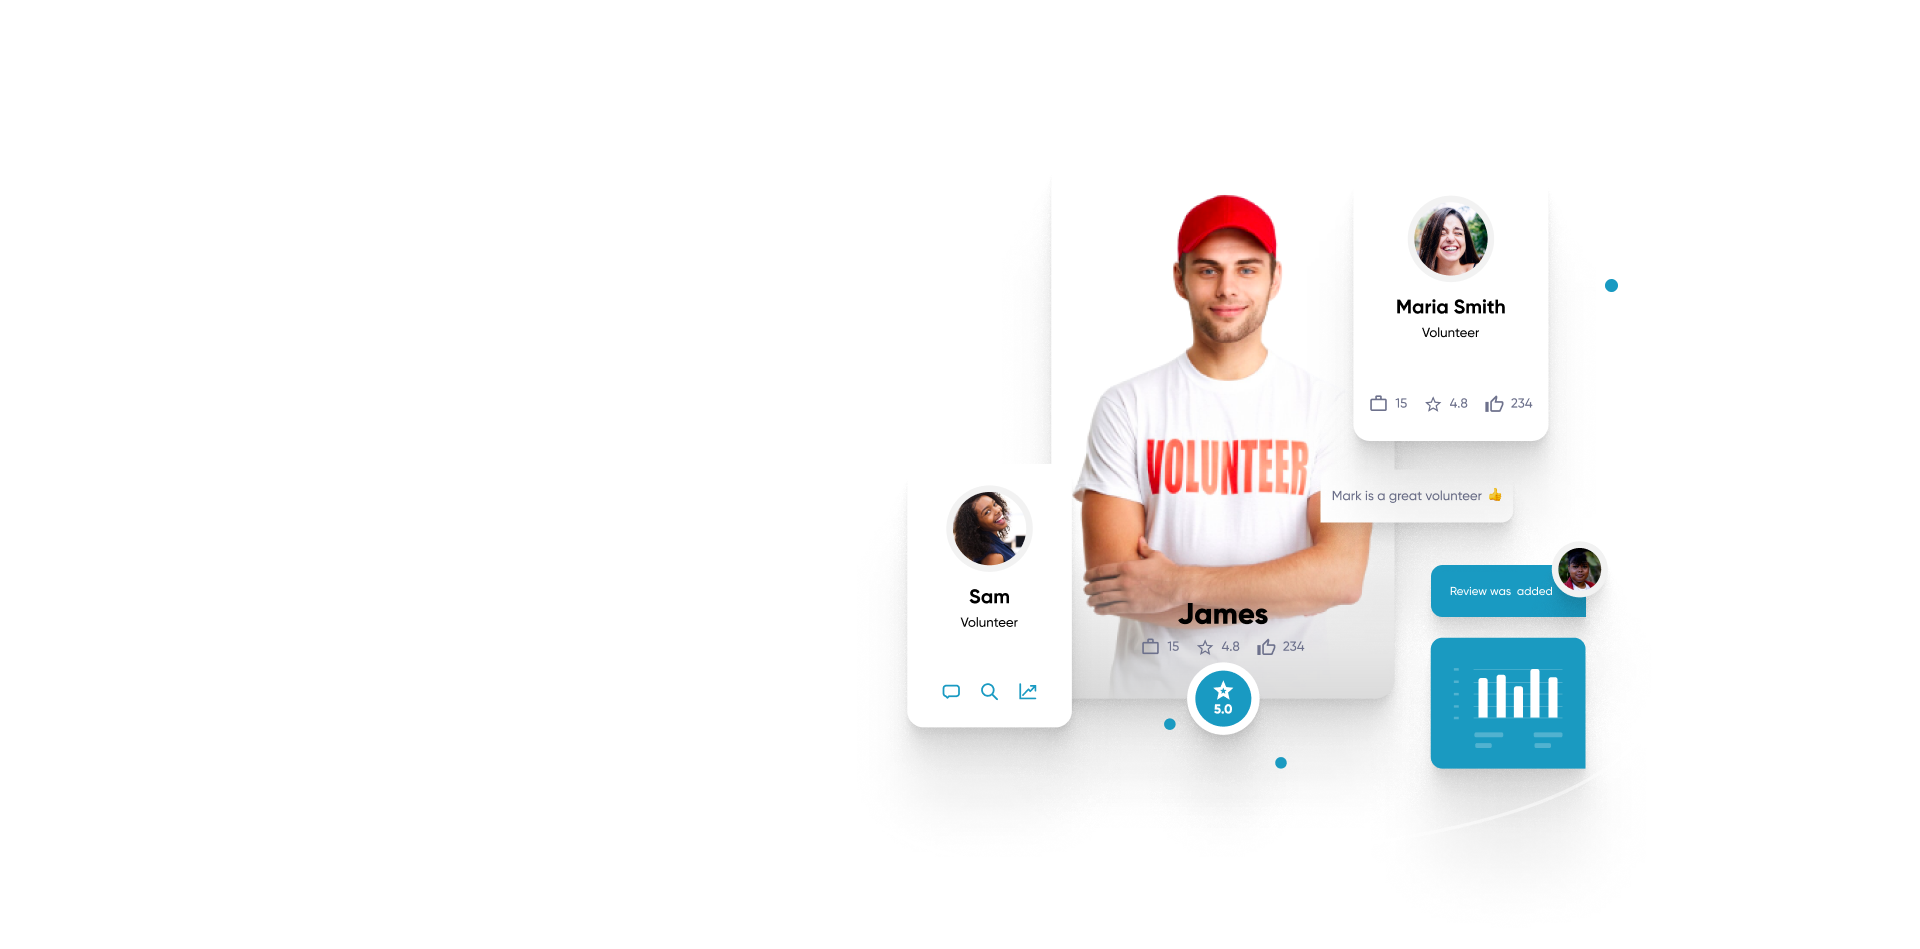 Maria Smith
Volunteer
15 4.8 234
VOLUNTEER
Mark is a great volunteer 👍
Sam
Volunteer
James
15 4.8 234
5.0
Review was added